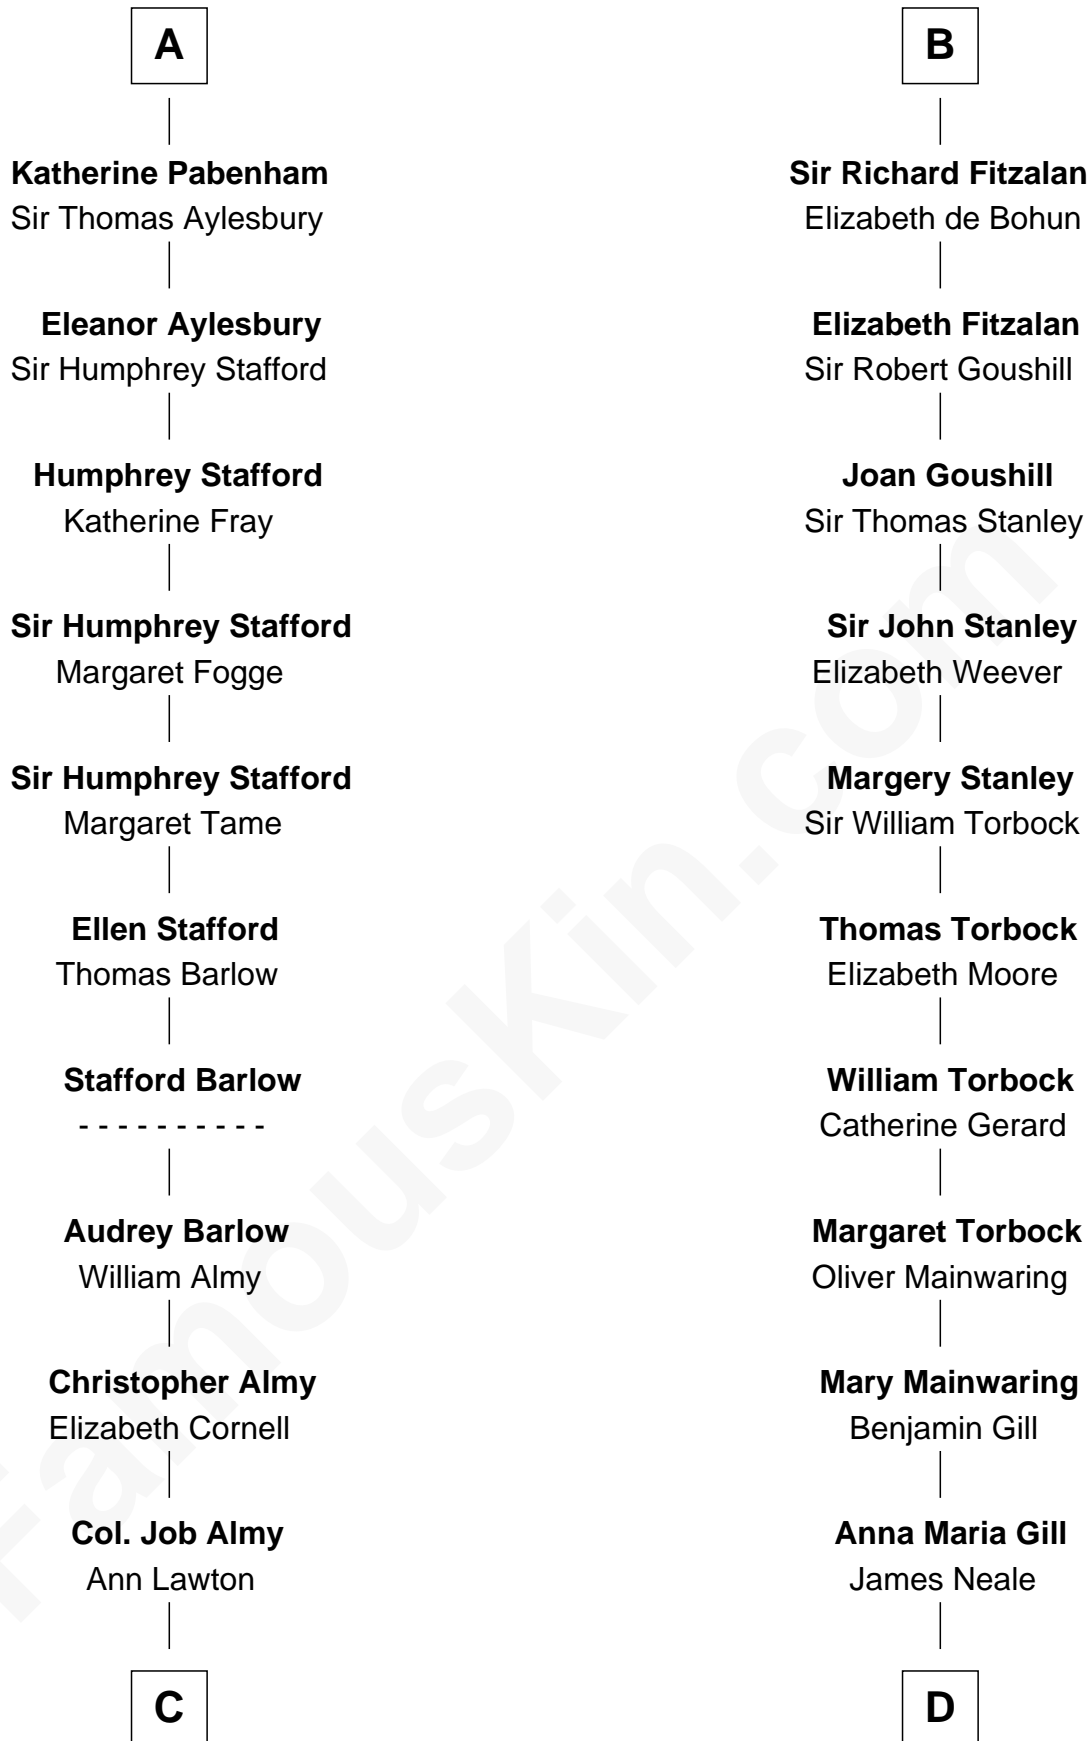 A
Katherine Pabenham
Sir Thomas Aylesbury
Eleanor Aylesbury
Sir Humphrey Stafford
Humphrey Stafford
Katherine Fray
Sir Humphrey Stafford
Margaret Fogge
Sir Humphrey Stafford
Margaret Tame
Ellen Stafford
Thomas Barlow
Stafford Barlow
- - - - - - - - - -
Audrey Barlow
William Almy
Christopher Almy
Elizabeth Cornell
Col. Job Almy
Ann Lawton
C
B
Sir Richard Fitzalan
Elizabeth de Bohun
Elizabeth Fitzalan
Sir Robert Goushill
Joan Goushill
Sir Thomas Stanley
Sir John Stanley
Elizabeth Weever
Margery Stanley
Sir William Torbock
Thomas Torbock
Elizabeth Moore
William Torbock
Catherine Gerard
Margaret Torbock
Oliver Mainwaring
Mary Mainwaring
Benjamin Gill
Anna Maria Gill
James Neale
D
FamousKin.com